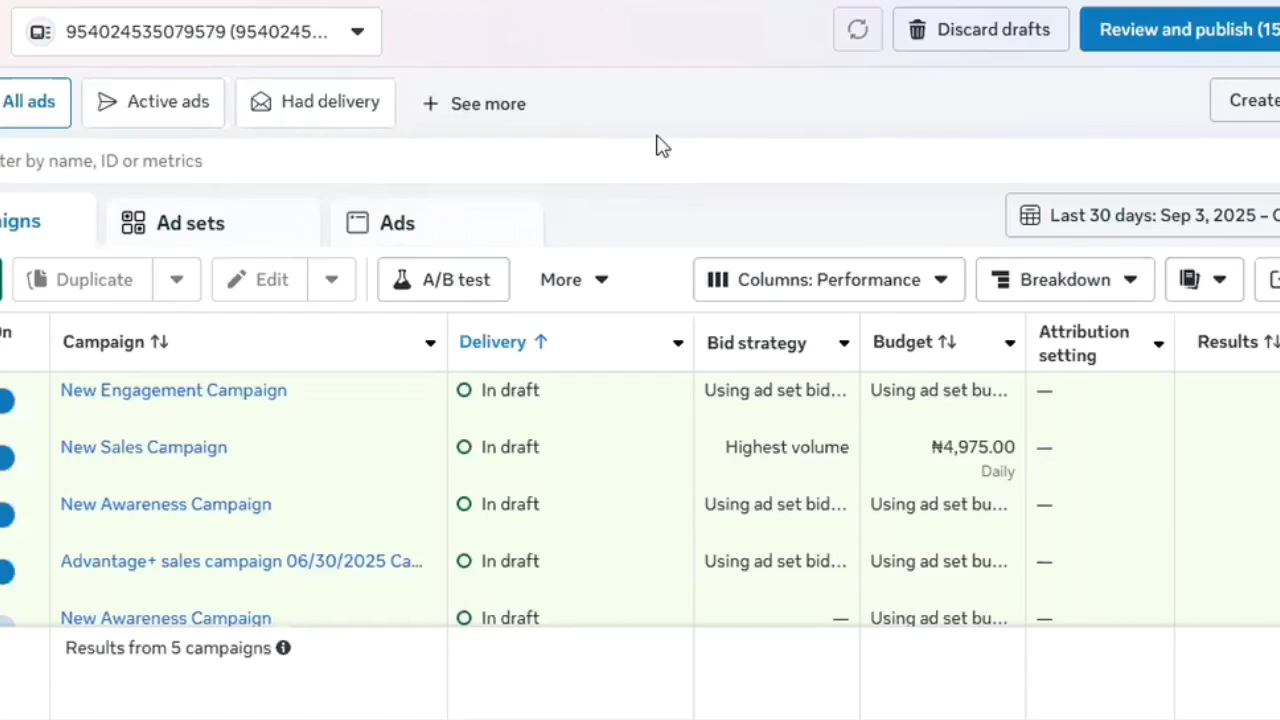 954024535079579 (9540245...
Discard drafts
Review and publish (15
All ads
Active ads
Had delivery
+ See more
Create
ter by name, ID or metrics
igns
Ad sets
Ads
Last 30 days: Sep 3, 2025 –
Duplicate
Edit
A/B test
More
Columns: Performance
Breakdown
Campaign
Delivery
Bid strategy
Budget
Attribution
setting
Results
New Engagement Campaign
In draft
Using ad set bid...
Using ad set bu...
—
New Sales Campaign
In draft
Highest volume
₦4,975.00
Daily
—
New Awareness Campaign
In draft
Using ad set bid...
Using ad set bu...
—
Advantage+ sales campaign 06/30/2025 Ca...
In draft
Using ad set bid...
Using ad set bu...
—
New Awareness Campaign
In draft
—
Using ad set bu...
—
Results from 5 campaigns